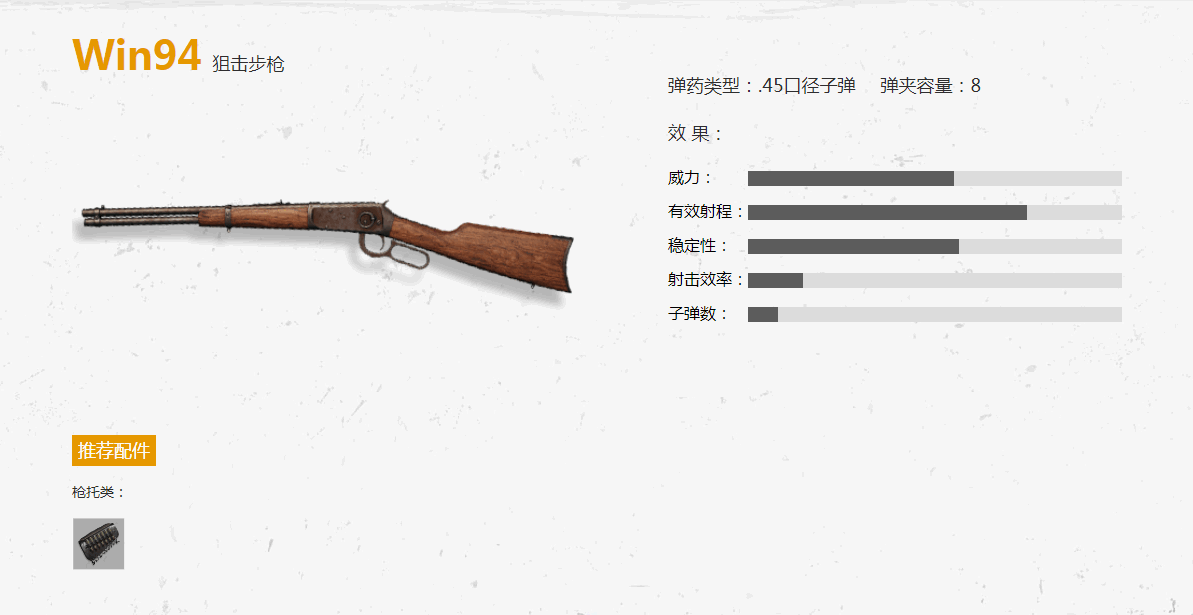 Win94 狙击步枪
弹药类型：.45口径子弹 弹夹容量：8
效 果：
威力：
有效射程：
稳定性：
射击效率：
子弹数：
推荐配件
枪托类：